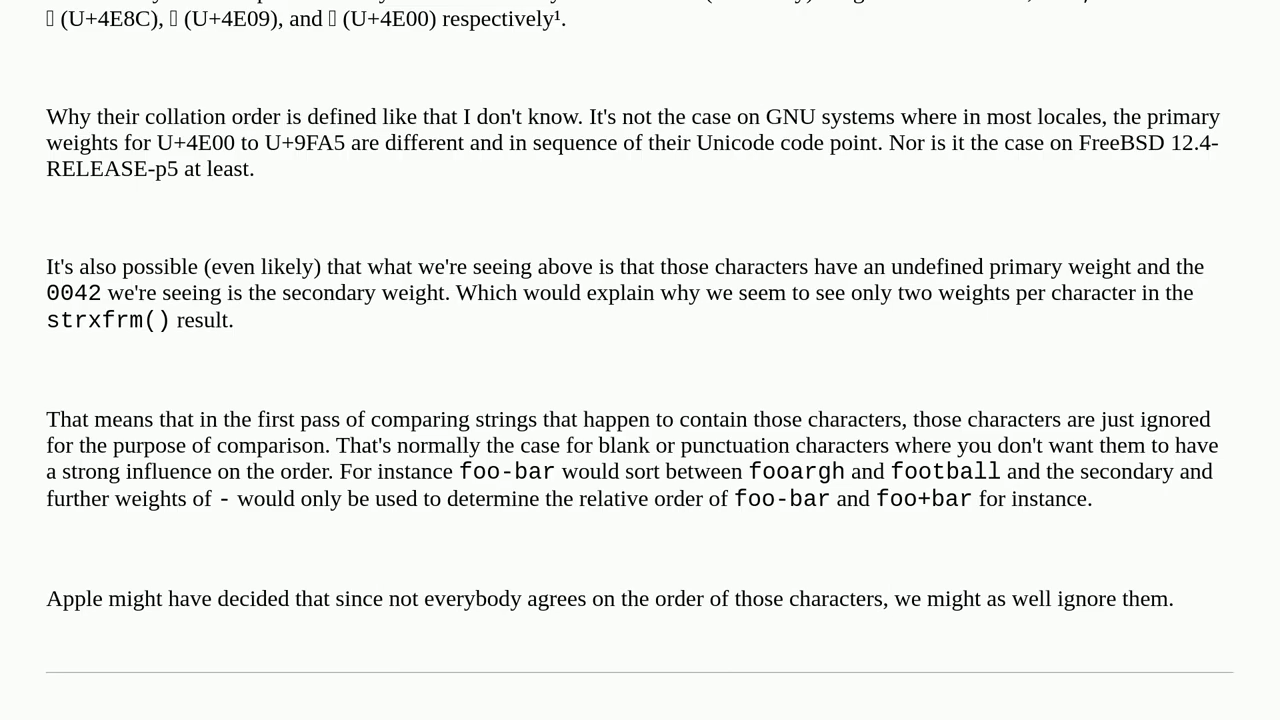 (U+4E8C), (U+4E09), and (U+4E00) respectively¹.
Why their collation order is defined like that I don't know. It's not the case on GNU systems where in most locales, the primary
weights for U+4E00 to U+9FA5 are different and in sequence of their Unicode code point. Nor is it the case on FreeBSD 12.4-
RELEASE-p5 at least.
It's also possible (even likely) that what we're seeing above is that those characters have an undefined primary weight and the
0042 we're seeing is the secondary weight. Which would explain why we seem to see only two weights per character in the
strxfrm() result.
That means that in the first pass of comparing strings that happen to contain those characters, those characters are just ignored
for the purpose of comparison. That's normally the case for blank or punctuation characters where you don't want them to have
a strong influence on the order. For instance foo-bar would sort between fooargh and football and the secondary and
further weights of - would only be used to determine the relative order of foo-bar and foo+bar for instance.
Apple might have decided that since not everybody agrees on the order of those characters, we might as well ignore them.